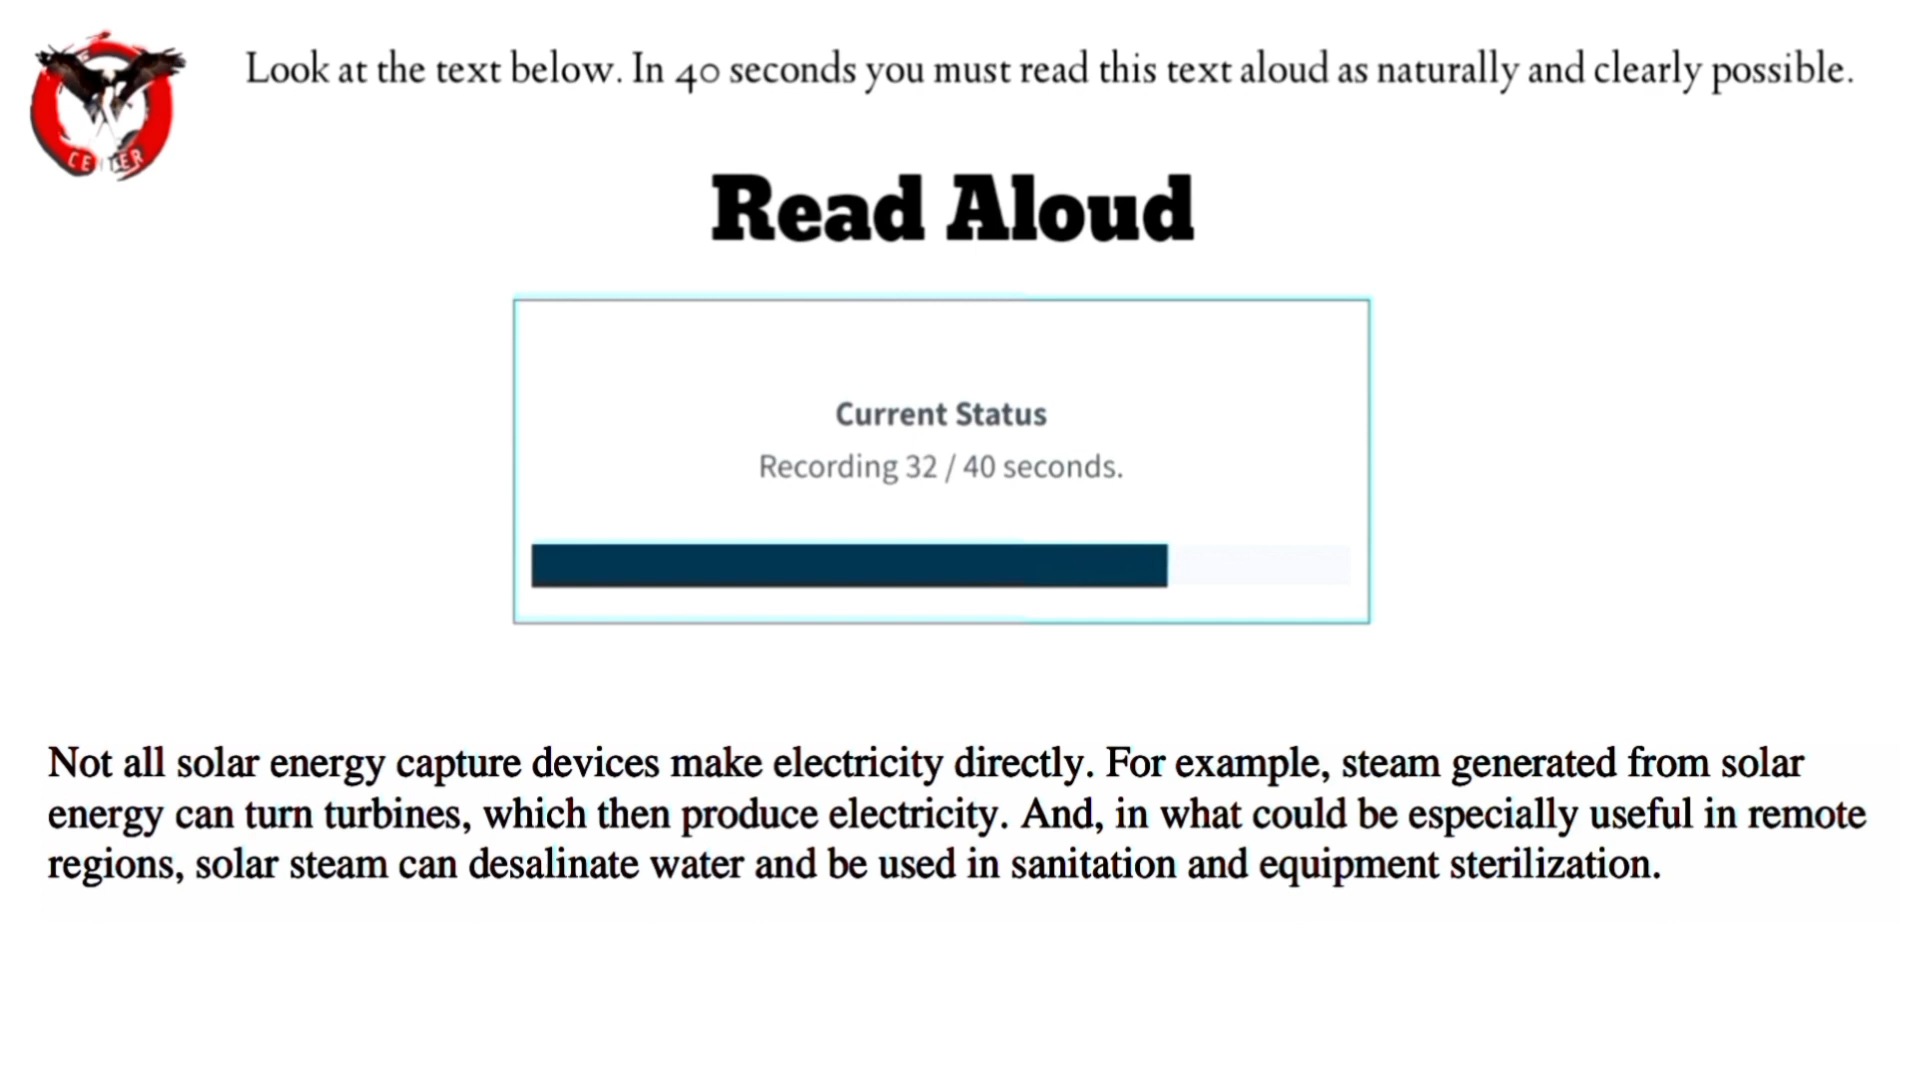 Look at the text below. In 40 seconds you must read this text aloud as naturally and clearly possible.
CENTER
Read Aloud
Current Status
Recording 32 / 40 seconds.
Not all solar energy capture devices make electricity directly. For example, steam generated from solar
energy can turn turbines, which then produce electricity. And, in what could be especially useful in remote
regions, solar steam can desalinate water and be used in sanitation and equipment sterilization.